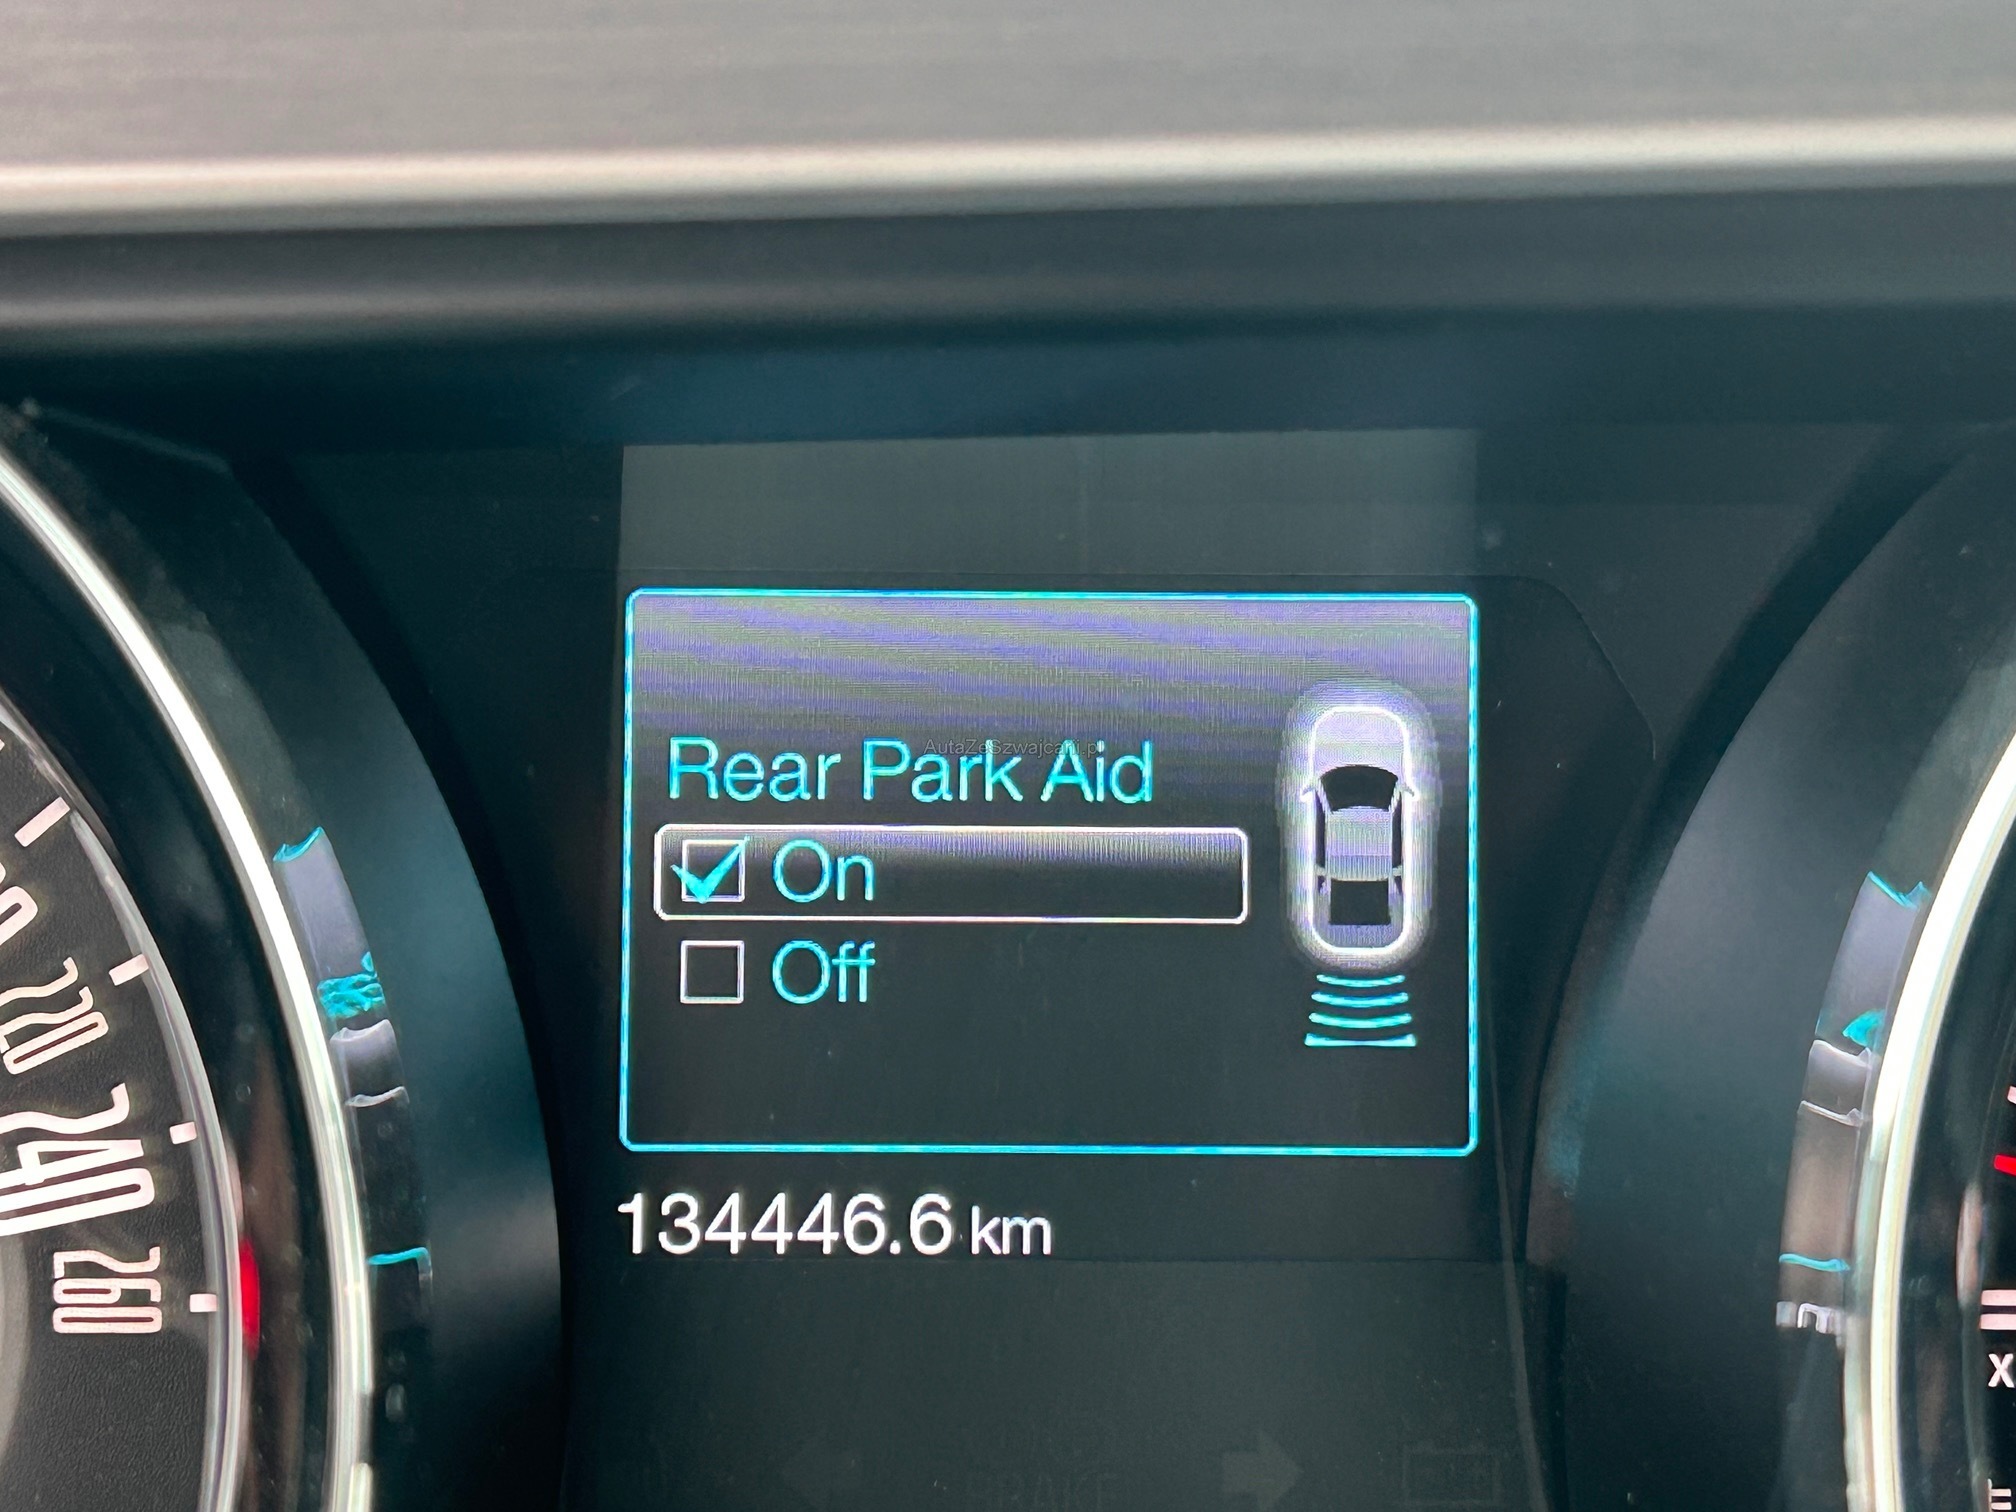 AutaZeSzwajcarii.pl
Rear Park Aid
On
Off
134446.6 km
220
240
260
x